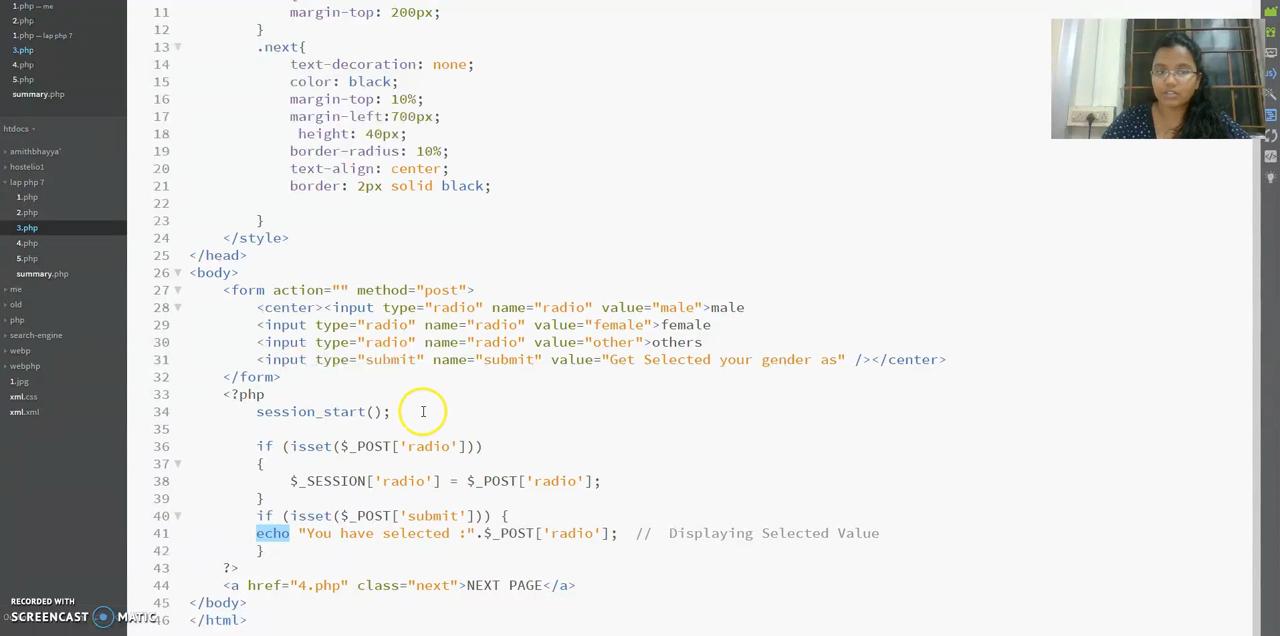 1.php — me
2.php
1.php — lap php 7
3.php
4.php
5.php
summary.php
htdocs
amithbhayya'
hostelio1
lap php 7
1.php
2.php
3.php
4.php
5.php
summary.php
me
old
php
search-engine
webp
webphp
1.jpg
xml.css
xml.xml
11 margin-top: 200px;
12 }
13 .next{
14 text-decoration: none;
15 color: black;
16 margin-top: 10%;
17 margin-left:700px;
18 height: 40px;
19 border-radius: 10%;
20 text-align: center;
21 border: 2px solid black;
22
23 }
24 </style>
25 </head>
26 <body>
27 <form action="" method="post">
28 <center><input type="radio" name="radio" value="male">male
29 <input type="radio" name="radio" value="female">female
30 <input type="radio" name="radio" value="other">others
31 <input type="submit" name="submit" value="Get Selected your gender as" /></center>
32 </form>
33 <?php
34 session_start();
35
36 if (isset($_POST['radio']))
37 {
38 $_SESSION['radio'] = $_POST['radio'];
39 }
40 if (isset($_POST['submit'])) {
41 echo "You have selected :".$_POST['radio']; // Displaying Selected Value
42 }
43 ?>
44 <a href="4.php" class="next">NEXT PAGE</a>
45 </body>
46 </html>
RECORDED WITH
SCREENCAST MATIC